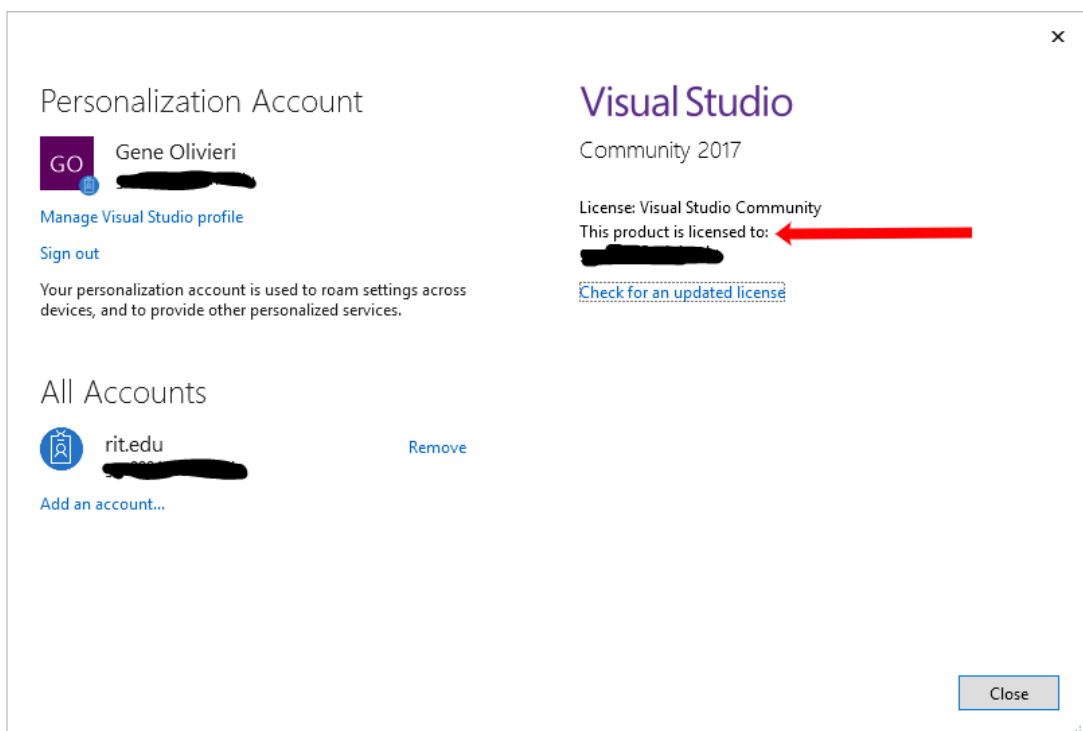 Personalization Account
GO
Gene Olivieri
Manage Visual Studio profile
Sign out
Your personalization account is used to roam settings across
devices, and to provide other personalized services.
All Accounts
rit.edu
Remove
Add an account...
Visual Studio
Community 2017
License: Visual Studio Community
This product is licensed to:
Check for an updated license
Close